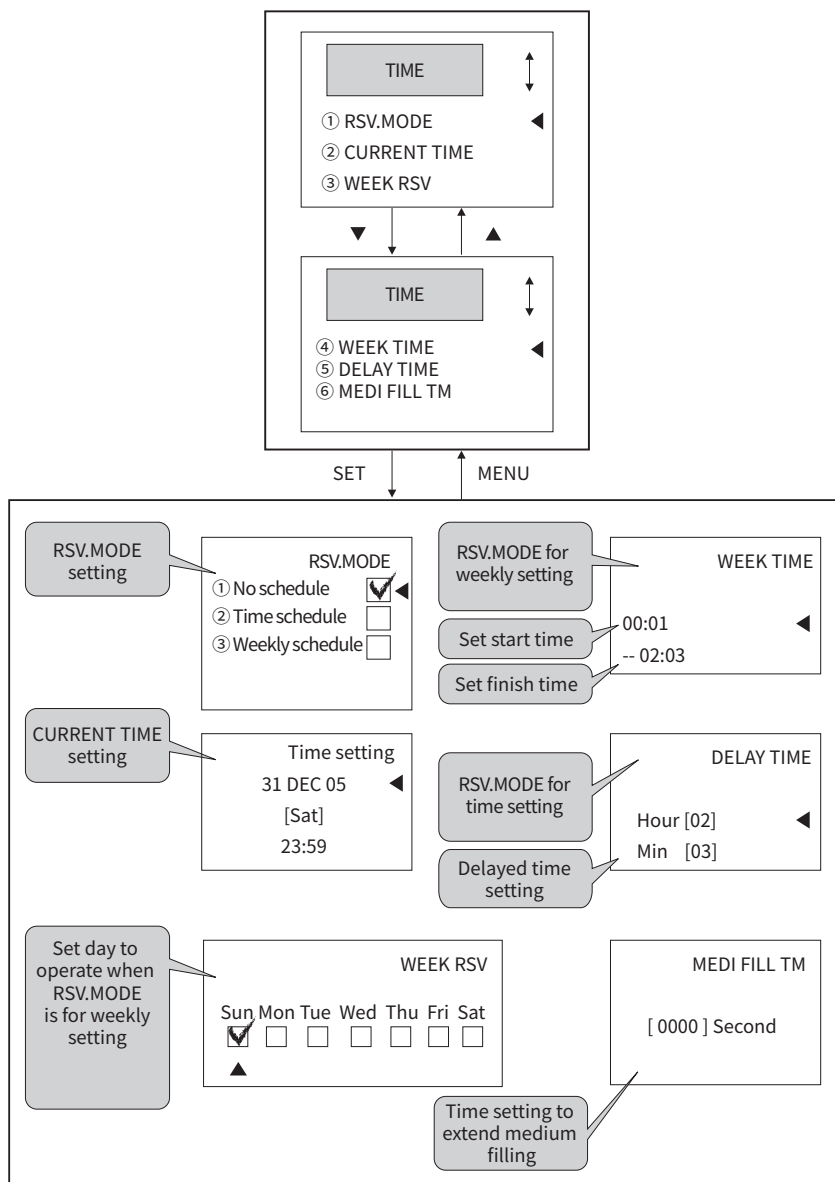 TIME
① RSV.MODE
② CURRENT TIME
③ WEEK RSV
▼ ▲
TIME
④ WEEK TIME
⑤ DELAY TIME
⑥ MEDI FILL TM
SET MENU
RSV.MODE
setting
RSV.MODE
① No schedule
② Time schedule
③ Weekly schedule
RSV.MODE for
weekly setting
Set start time
Set finish time
WEEK TIME
00:01
-- 02:03
CURRENT TIME
setting
Time setting
31 DEC 05
[Sat]
23:59
RSV.MODE for
time setting
Delayed time
setting
DELAY TIME
Hour [02]
Min [03]
Set day to
operate when
RSV.MODE
is for weekly
setting
WEEK RSV
Sun Mon Tue Wed Thu Fri Sat
MEDI FILL TM
[ 0000 ] Second
Time setting to
extend medium
filling